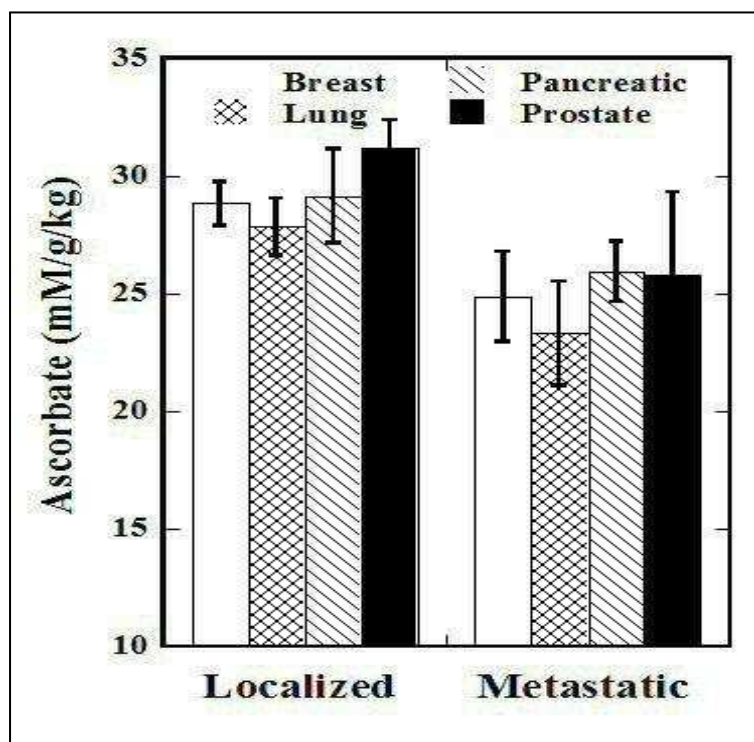 35
30
25
20
15
10
Ascorbate (mM/g/kg)
Breast Pancreatic
Lung Prostate
Localized Metastatic